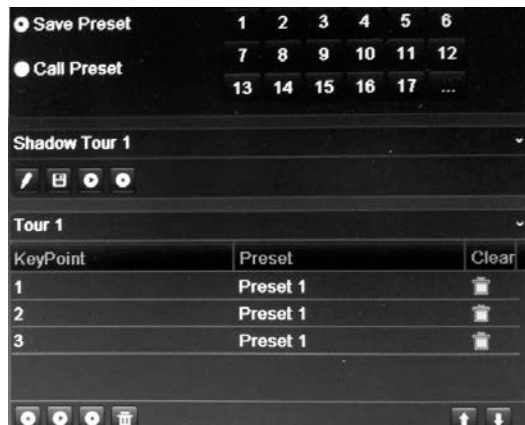 Save Preset
1 2 3 4 5 6
Call Preset
7 8 9 10 11 12
13 14 15 16 17 ...
Shadow Tour 1
Tour 1
KeyPoint Preset Clear
1 Preset 1
2 Preset 1
3 Preset 1